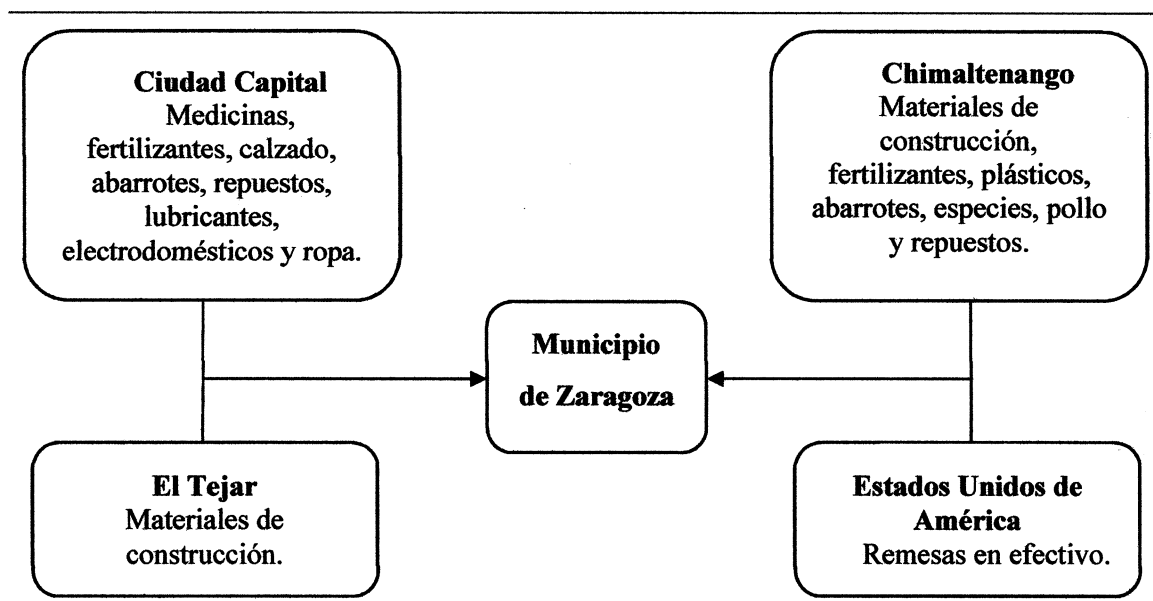 Ciudad Capital
Medicinas,
fertilizantes, calzado,
abarrotes, repuestos,
lubricantes,
electrodomésticos y ropa.
Chimaltenango
Materiales de
construcción,
fertilizantes, plásticos,
abarrotes, especies, pollo
y repuestos.
Municipio
de Zaragoza
El Tejar
Materiales de
construcción.
Estados Unidos de
América
Remesas en efectivo.